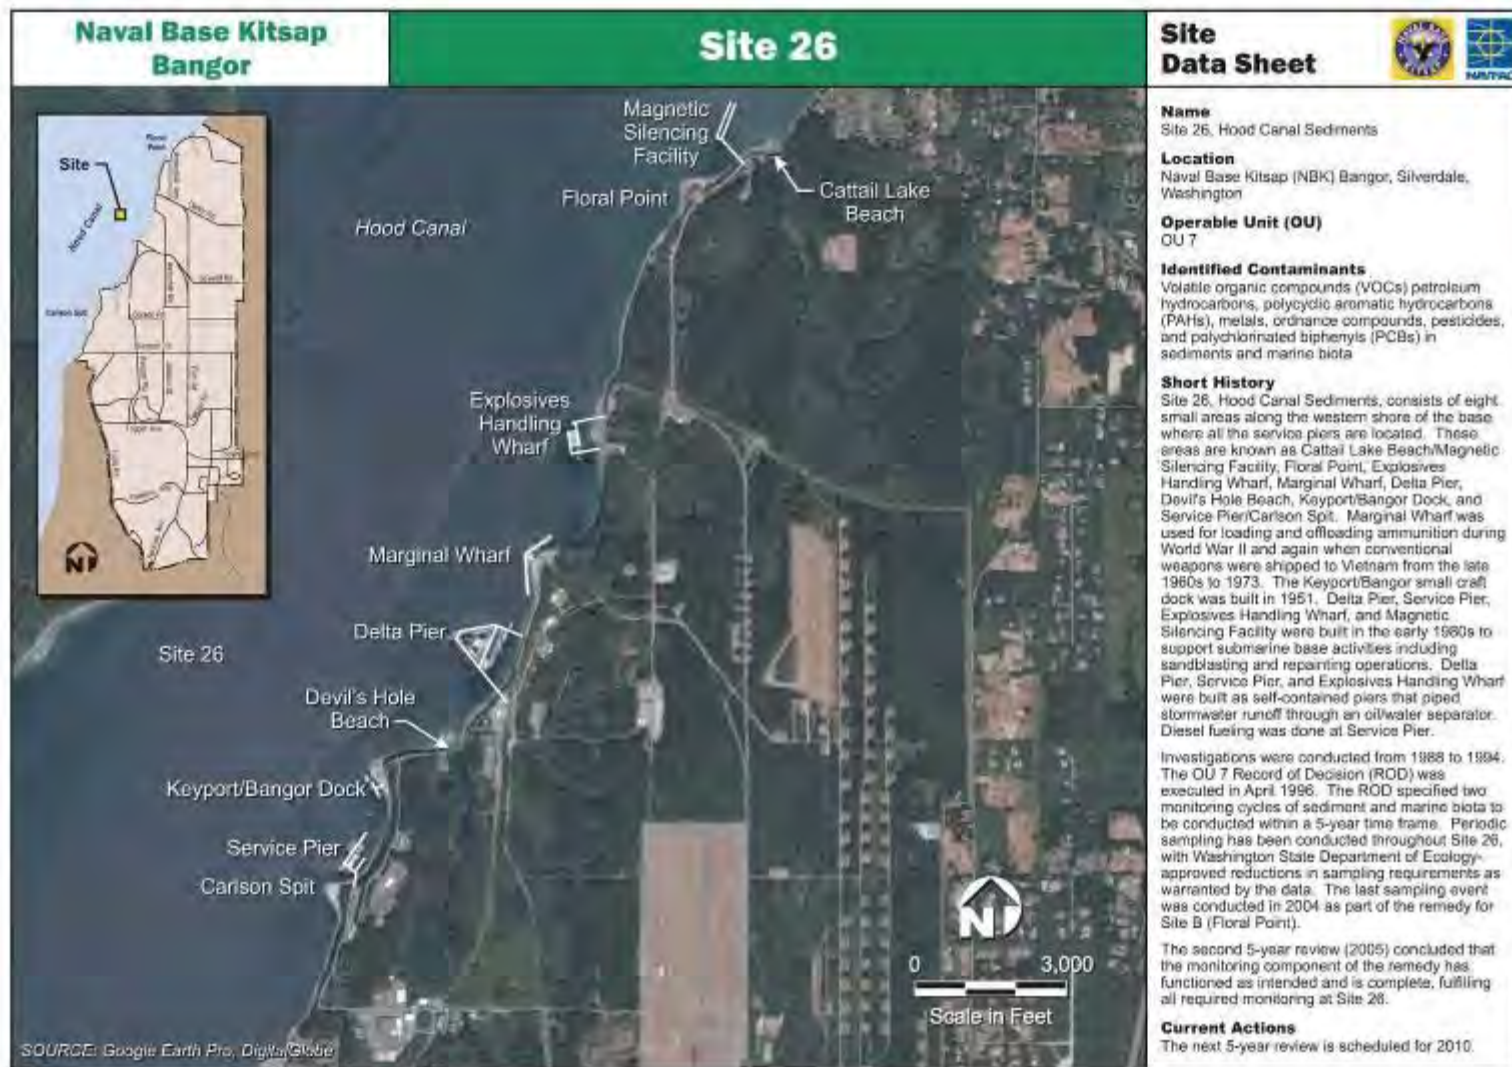 Naval Base Kitsap
Bangor
Site 26
Site
Data Sheet
Site
Hood Canal
Carlson Spit
N
Magnetic
Silencing
Facility
Cattail Lake
Beach
Floral Point
Hood Canal
Explosives
Handling
Wharf
Marginal Wharf
Delta Pier
Site 26
Devil's Hole
Beach
Keyport/Bangor Dock
Service Pier
Carlson Spit
N
0 3,000
Scale in Feet
SOURCE: Google Earth Pro, DigitalGlobe
Name
Site 26, Hood Canal Sediments
Location
Naval Base Kitsap (NBK) Bangor, Silverdale,
Washington
Operable Unit (OU)
OU 7
Identified Contaminants
Volatile organic compounds (VOCs) petroleum
hydrocarbons, polycyclic aromatic hydrocarbons
(PAHs), metals, ordnance compounds, pesticides,
and polychlorinated biphenyls (PCBs) in
sediments and marine biota
Short History
Site 26, Hood Canal Sediments, consists of eight
small areas along the western shore of the base
where all the service piers are located. These
areas are known as Cattail Lake Beach/Magnetic
Silencing Facility, Floral Point, Explosives
Handling Wharf, Marginal Wharf, Delta Pier,
Devil's Hole Beach, Keyport/Bangor Dock, and
Service Pier/Carlson Spit. Marginal Wharf was
used for loading and offloading ammunition during
World War II and again when conventional
weapons were shipped to Vietnam from the late
1960s to 1973. The Keyport/Bangor small craft
dock was built in 1951. Delta Pier, Service Pier,
Explosives Handling Wharf, and Magnetic
Silencing Facility were built in the early 1980s to
support submarine base activities including
sandblasting and repainting operations. Delta
Pier, Service Pier, and Explosives Handling Wharf
were built as self-contained piers that piped
stormwater runoff through an oil/water separator.
Diesel fueling was done at Service Pier.
Investigations were conducted from 1988 to 1994.
The OU 7 Record of Decision (ROD) was
executed in April 1996. The ROD specified two
monitoring cycles of sediment and marine biota to
be conducted within a 5-year time frame. Periodic
sampling has been conducted throughout Site 26,
with Washington State Department of Ecology-
approved reductions in sampling requirements as
warranted by the data. The last sampling event
was conducted in 2004 as part of the remedy for
Site B (Floral Point).
The second 5-year review (2005) concluded that
the monitoring component of the remedy has
functioned as intended and is complete, fulfilling
all required monitoring at Site 26.
Current Actions
The next 5-year review is scheduled for 2010.